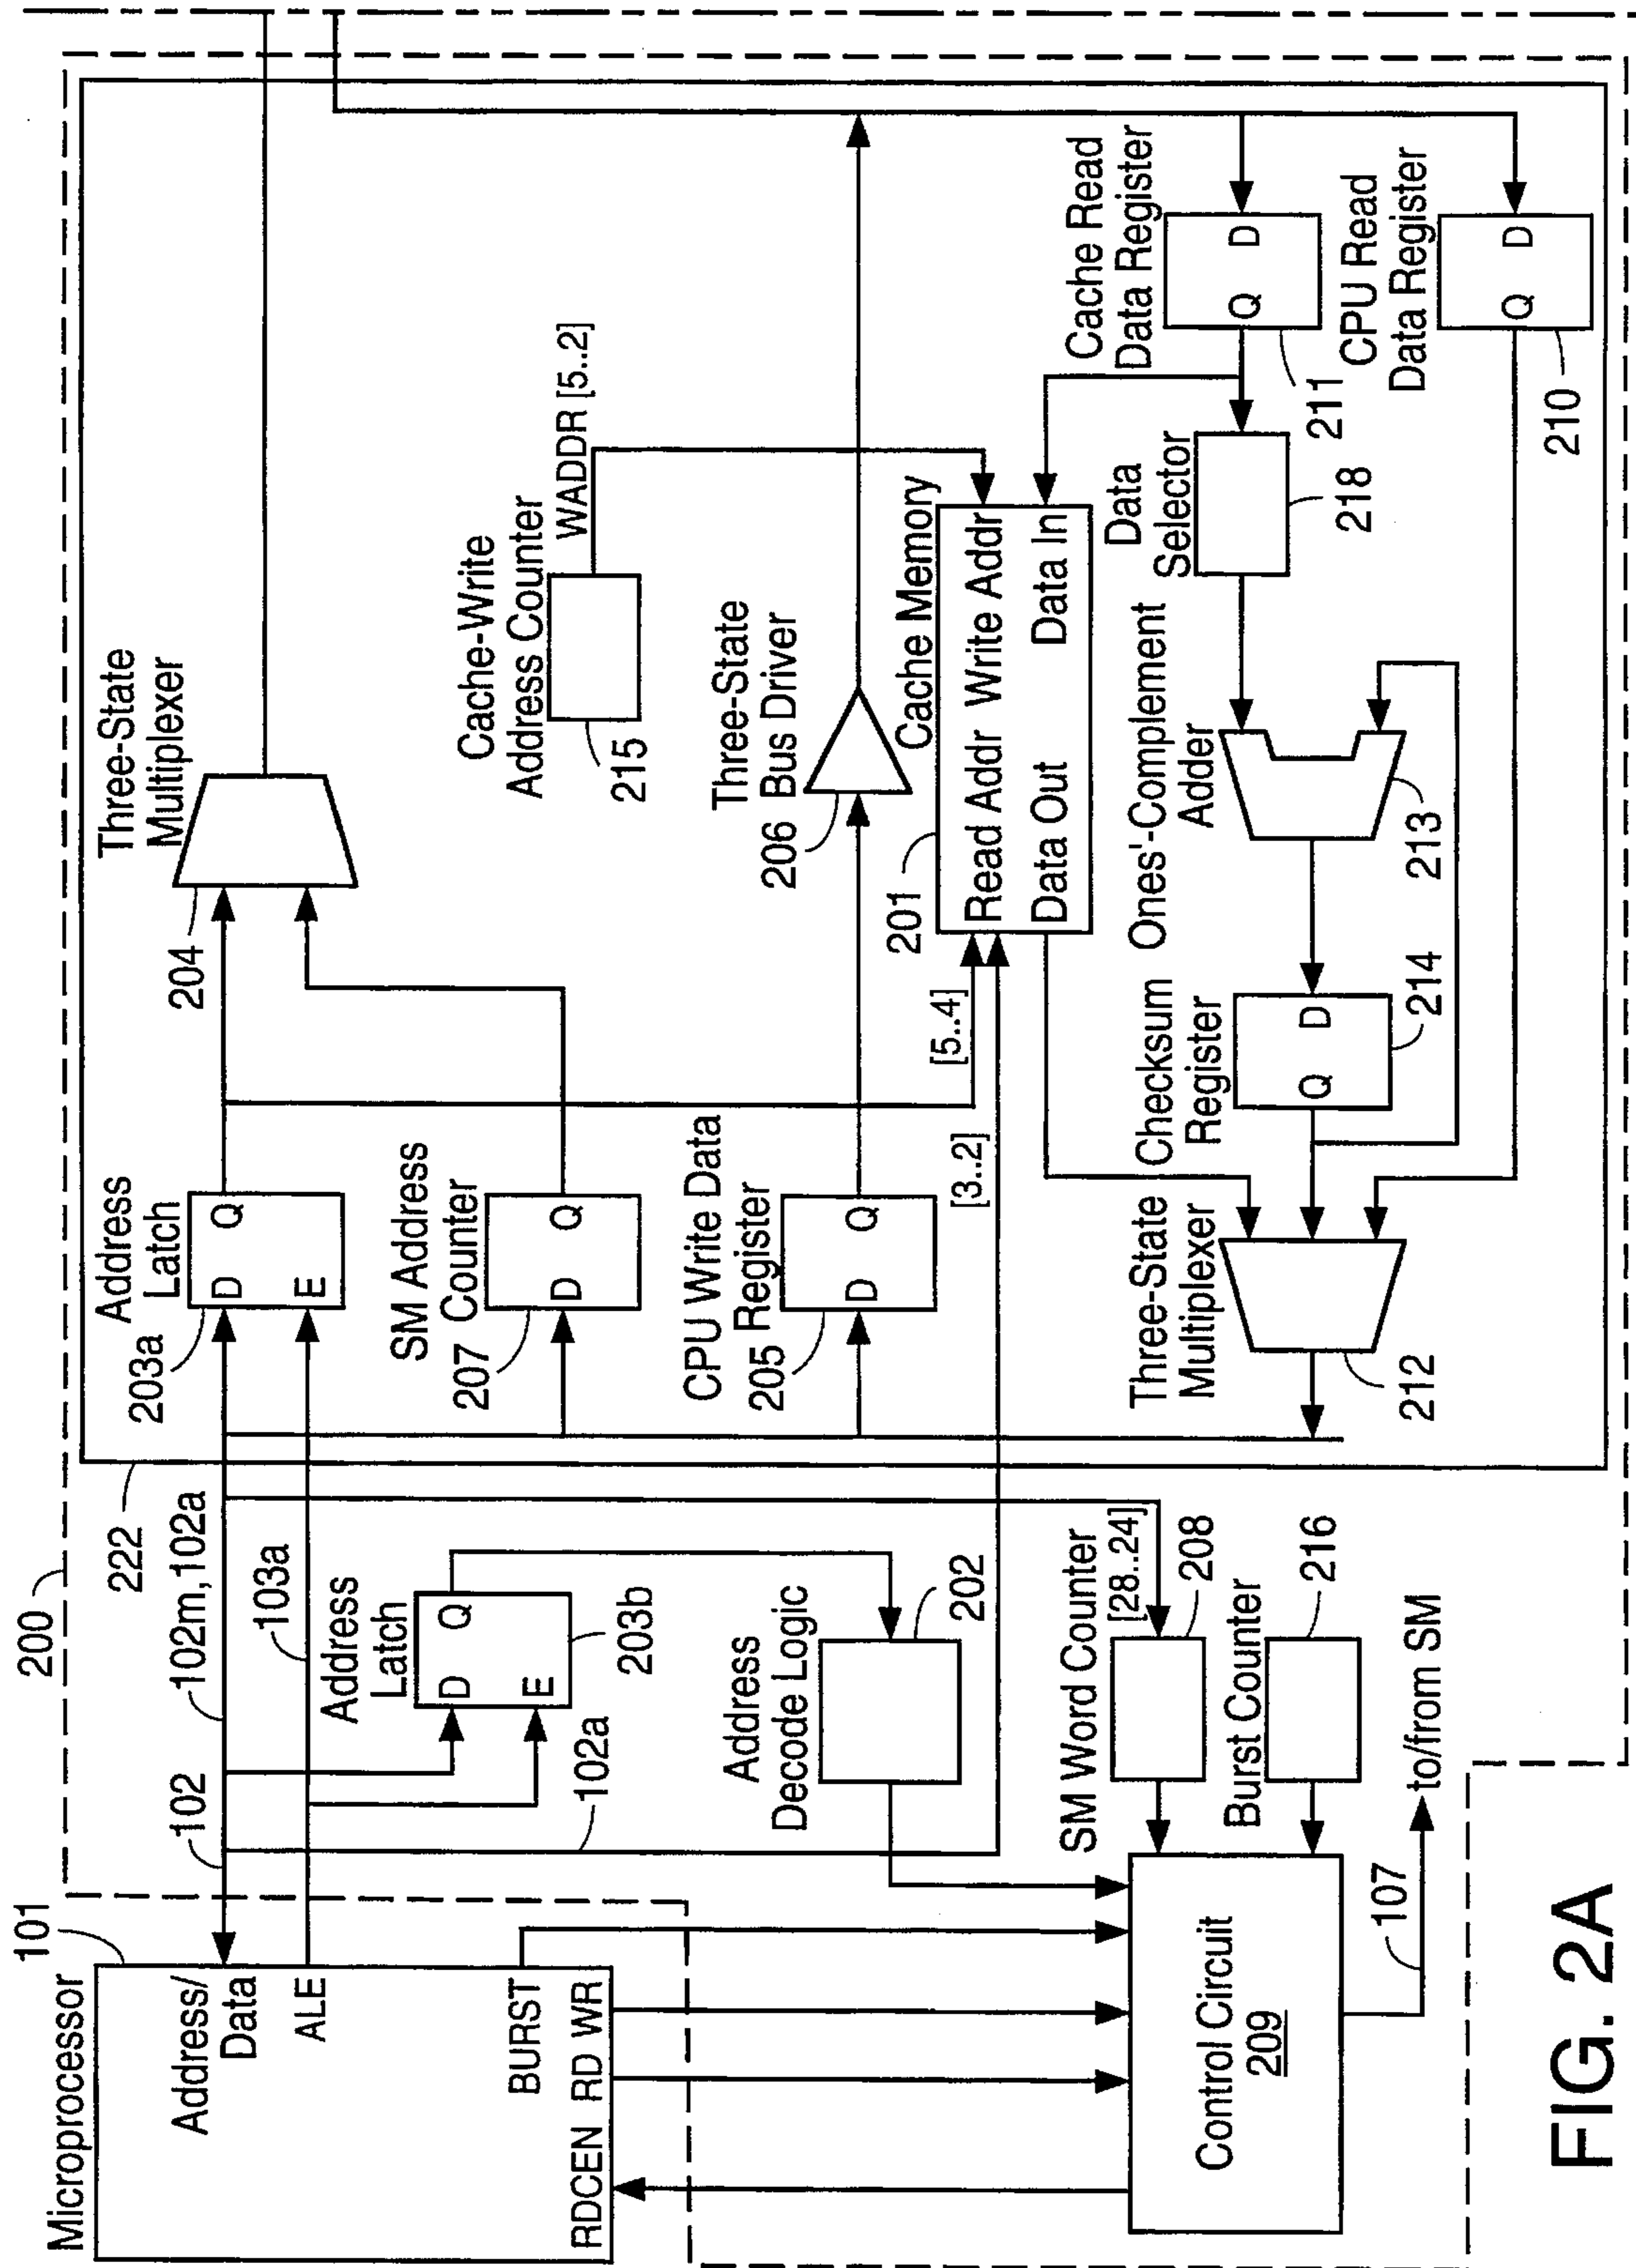 Microprocessor
101
Address/
Data
ALE
BURST
RDCEN RD WR
200
102
102m,102a
103a
222
Address
Latch
D
Q
E
203b
102a
Address
Decode Logic
202
SM Word Counter
[28..24]
208
Burst Counter
216
Control Circuit
209
107
to/from SM
Address
Latch
D
Q
E
203a
SM Address
Counter
D
Q
207
CPU Write Data
Register
D
Q
205
Three-State
Multiplexer
204
Cache-Write
Address Counter
WADDR [5..2]
215
Three-State
Bus Driver
206
Cache Memory
201
Read Addr Write Addr
Data Out Data In
[5..4]
[3..2]
Three-State
Multiplexer
212
Checksum
Register
Q
D
214
Ones'-Complement
Adder
213
Data
Selector
218
Cache Read
Data Register
Q
D
211
CPU Read
Data Register
Q
D
210
FIG. 2A